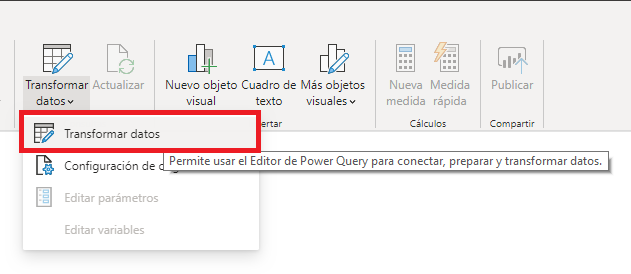 Transformar datos
Actualizar
Nuevo objeto visual
Cuadro de texto
Más objetos visuales
Nueva medida
Medida rápida
Publicar
ertar
Cálculos
Compartir
Transformar datos
Permite usar el Editor de Power Query para conectar, preparar y transformar datos.
Configuración de
Editar parámetros
Editar variables